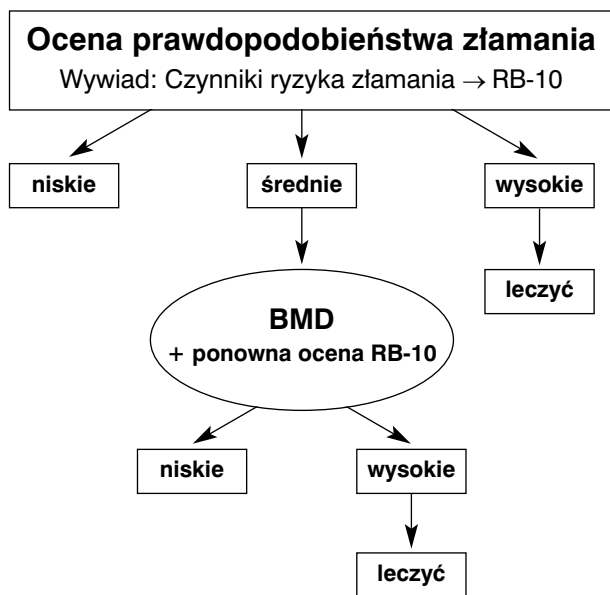 Ocena prawdopodobieństwa złamania
Wywiad: Czynniki ryzyka złamania → RB-10
niskie
średnie
wysokie
leczyć
BMD
+ ponowna ocena RB-10
niskie
wysokie
leczyć